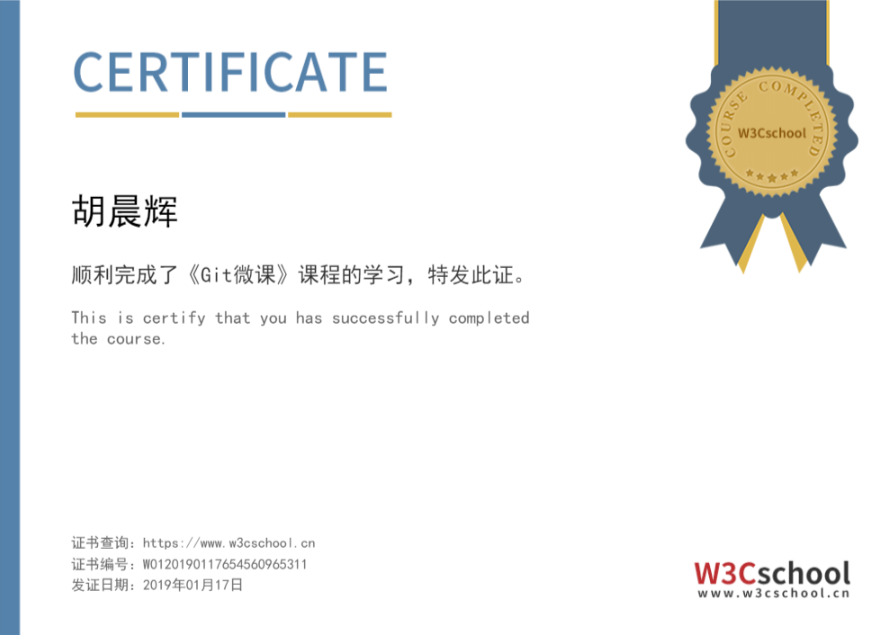 CERTIFICATE
COURSE COMPLETED
W3Cschool
胡晨辉
顺利完成了《Git微课》课程的学习，特发此证。
This is certify that you has successfully completed
the course.
证书查询：https://www.w3cschool.cn
证书编号：W0120190117654560965311
发证日期：2019年01月17日
W3Cschool
www.w3cschool.cn